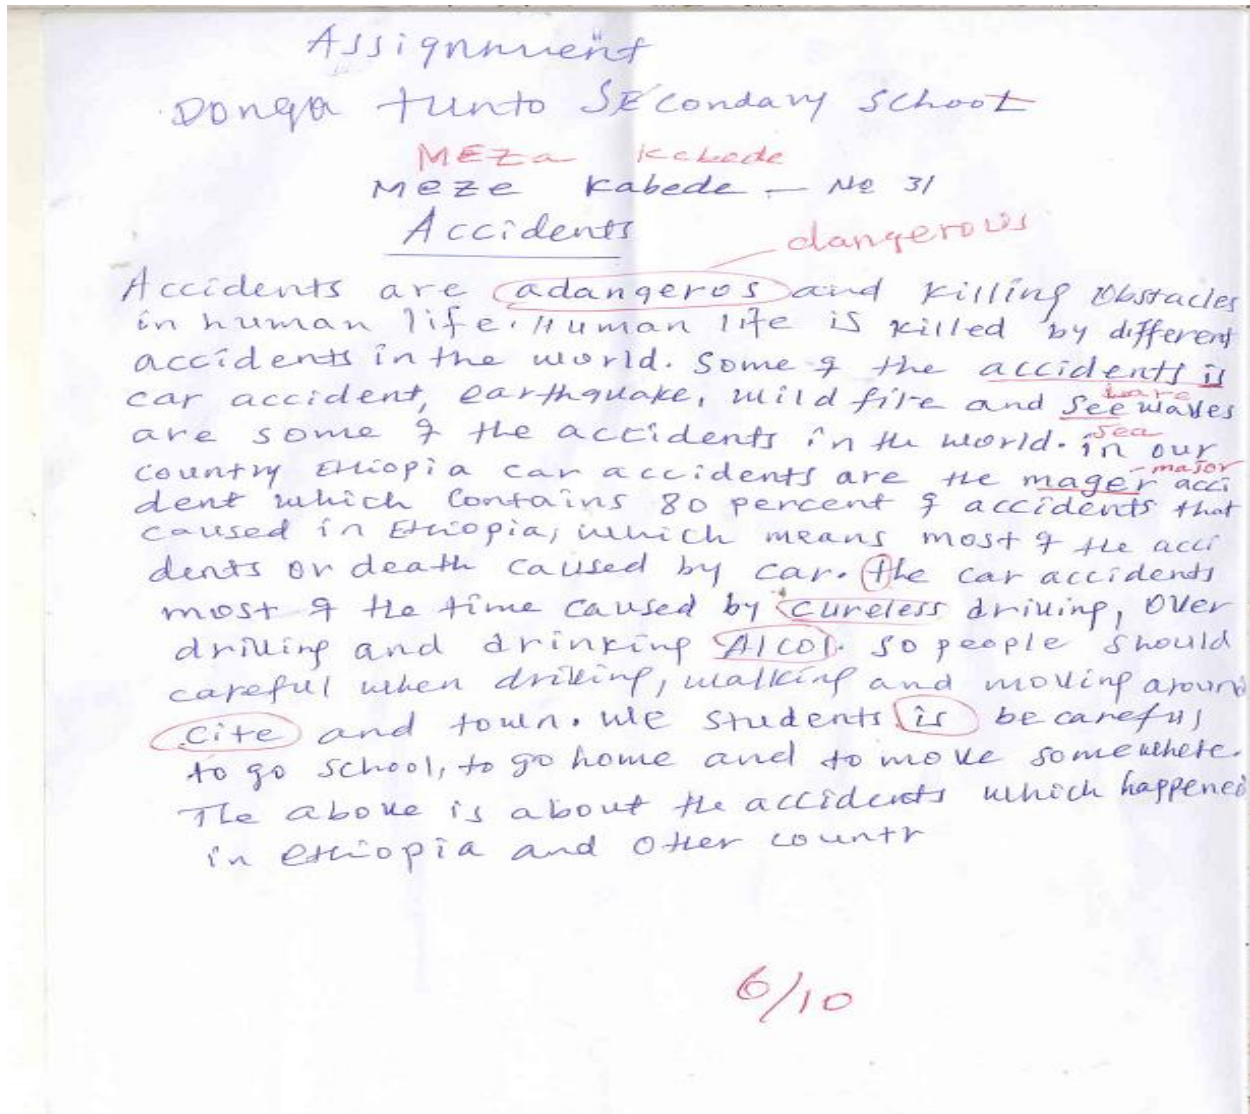 Assignment
Donga tunto SEcondary School
MEZa Kebede
Meze Kabede – No 31
Accidents
dangerous
Accidents are adangeros and killing Obstacles
in human life. Human life is killed by different
accidents in the world. Some of the accidents is
car accident, earthquake, wild fire and See waves
are
are some of the accidents in the world. in our
sea
country Ethiopia car accidents are the mager acci
- major
dent which Contains 80 percent of accidents that
caused in Ethiopia, which means most of the acci
dents or death caused by car. the car accidents
most of the time caused by cureless driving, over
driving and drinking Alcol. So people should
careful when driving, walking and moving around
cite and town. We students is be careful
to go school, to go home and to move somewhere.
The above is about the accidents which happened
in ethiopia and Other countr
6/10